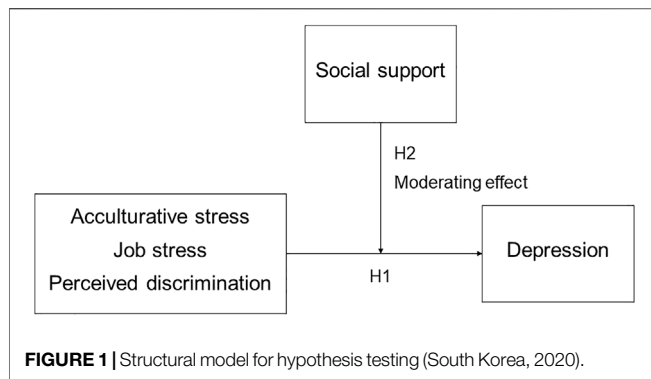 Social support
H2
Moderating effect
Acculturative stress
Job stress
Perceived discrimination
H1
Depression
FIGURE 1 | Structural model for hypothesis testing (South Korea, 2020).